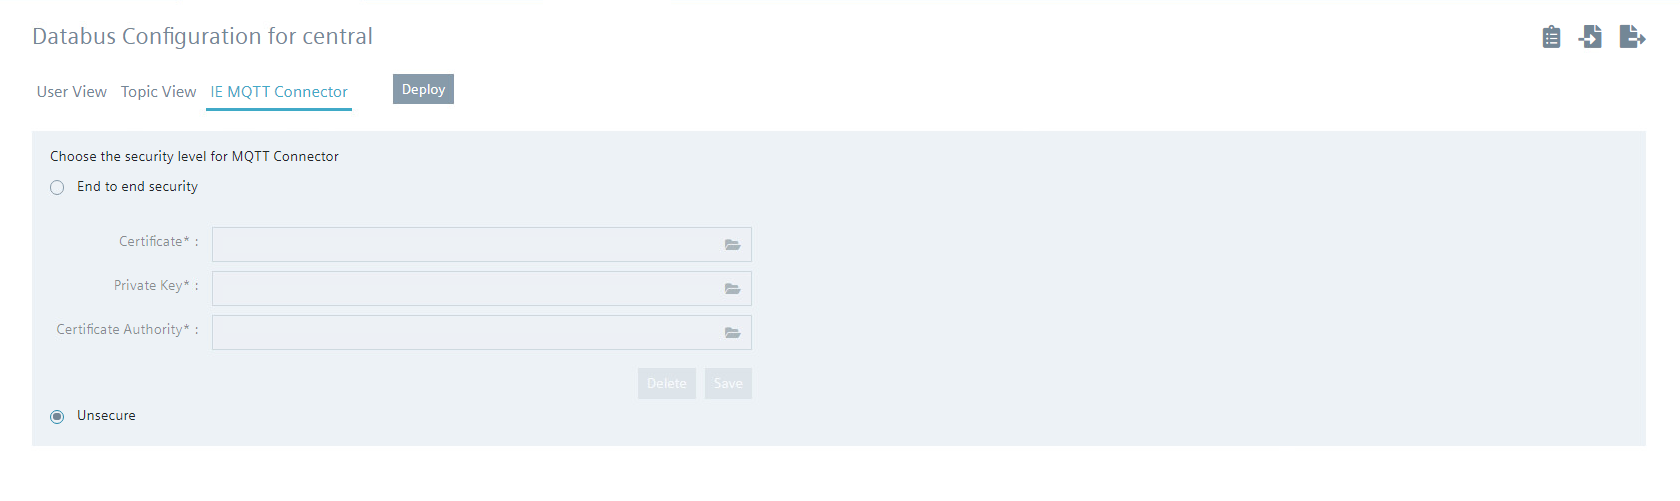 Databus Configuration for central
User View Topic View IE MQTT Connector Deploy
Choose the security level for MQTT Connector
End to end security
Certificate* :
Private Key* :
Certificate Authority* :
Delete Save
Unsecure